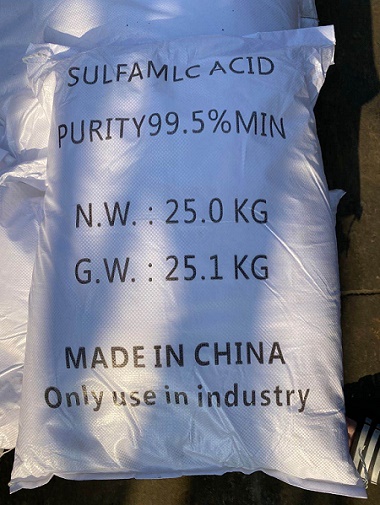 SULFAMLC ACID
PURITY99.5%MIN
N.W. : 25.0 KG
G.W. : 25.1 KG
MADE IN CHINA
Only use in industry